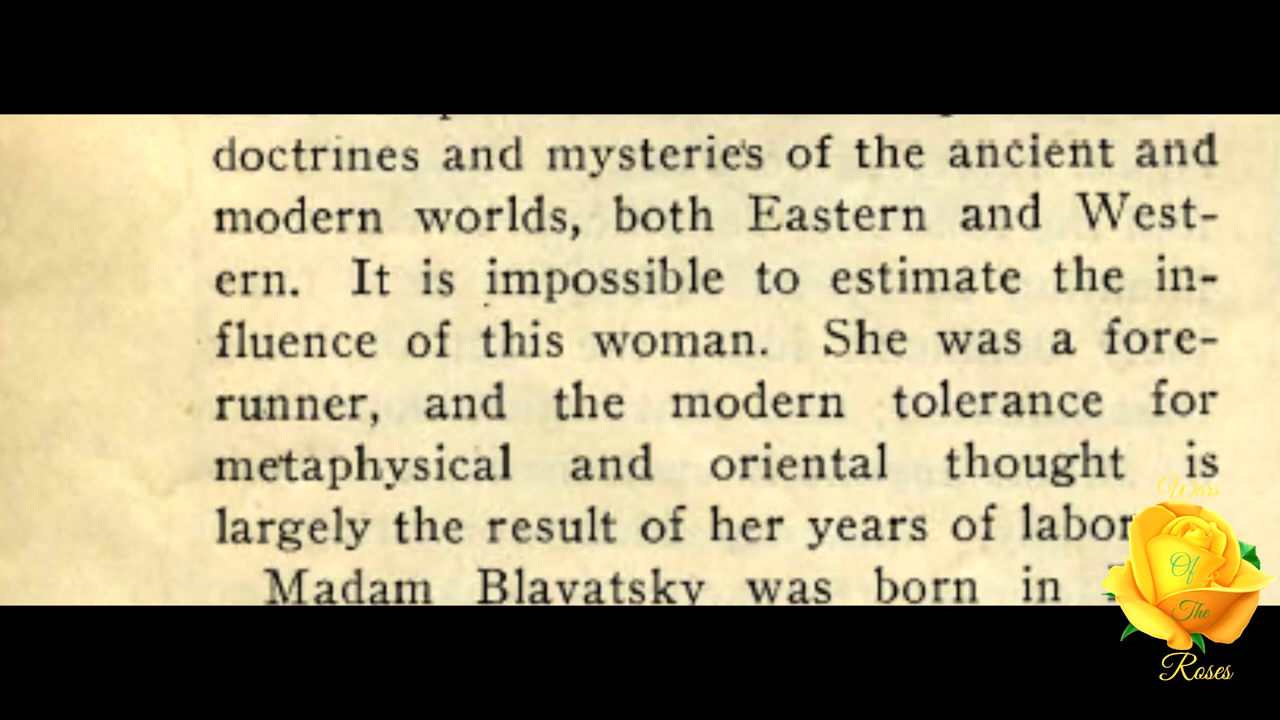 doctrines and mysteries of the ancient and
modern worlds, both Eastern and West-
ern. It is impossible to estimate the in-
fluence of this woman. She was a fore-
runner, and the modern tolerance for
metaphysical and oriental thought is
largely the result of her years of labor
Madam Blavatsky was born in
Wars
Of
The
Roses